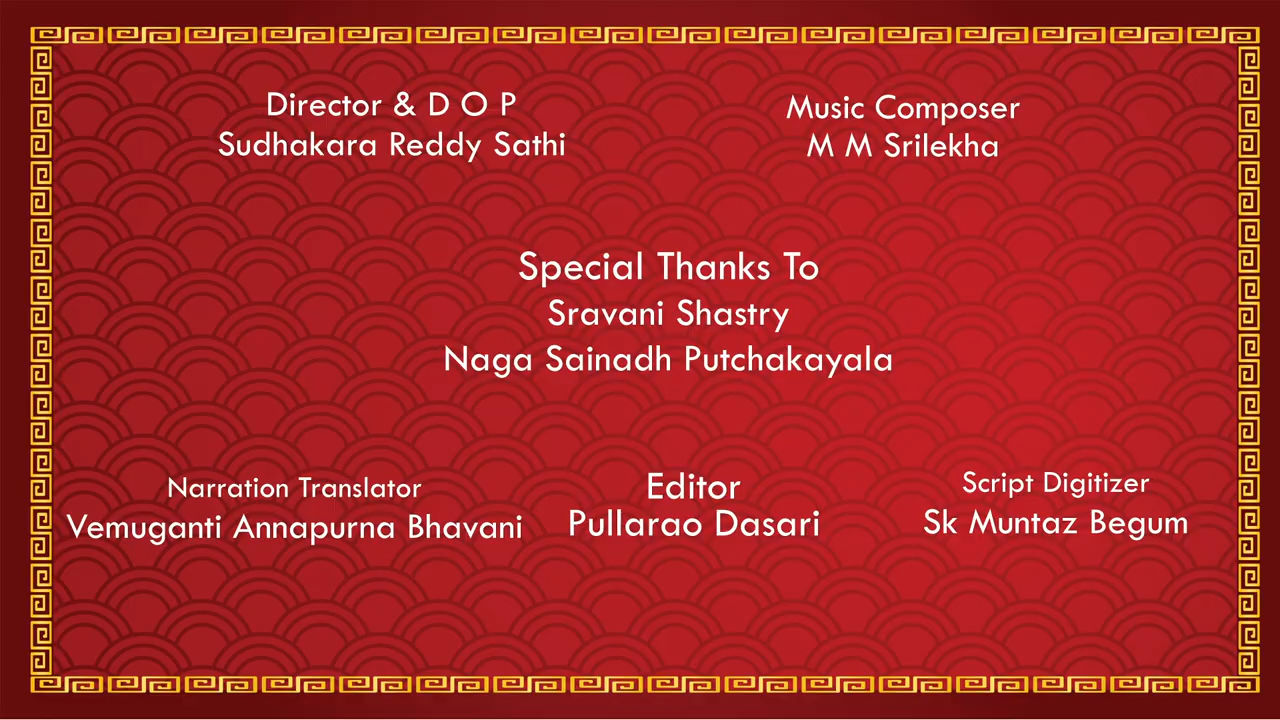 Director & D O P
Sudhakara Reddy Sathi
Music Composer
M M Srilekha
Special Thanks To
Sravani Shastry
Naga Sainadh Putchakayala
Narration Translator
Vemuganti Annapurna Bhavani
Editor
Pullarao Dasari
Script Digitizer
Sk Muntaz Begum